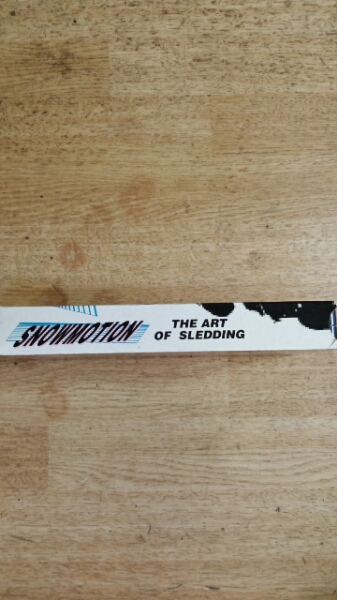 SNOWMOTION
THE ART
OF SLEDDING